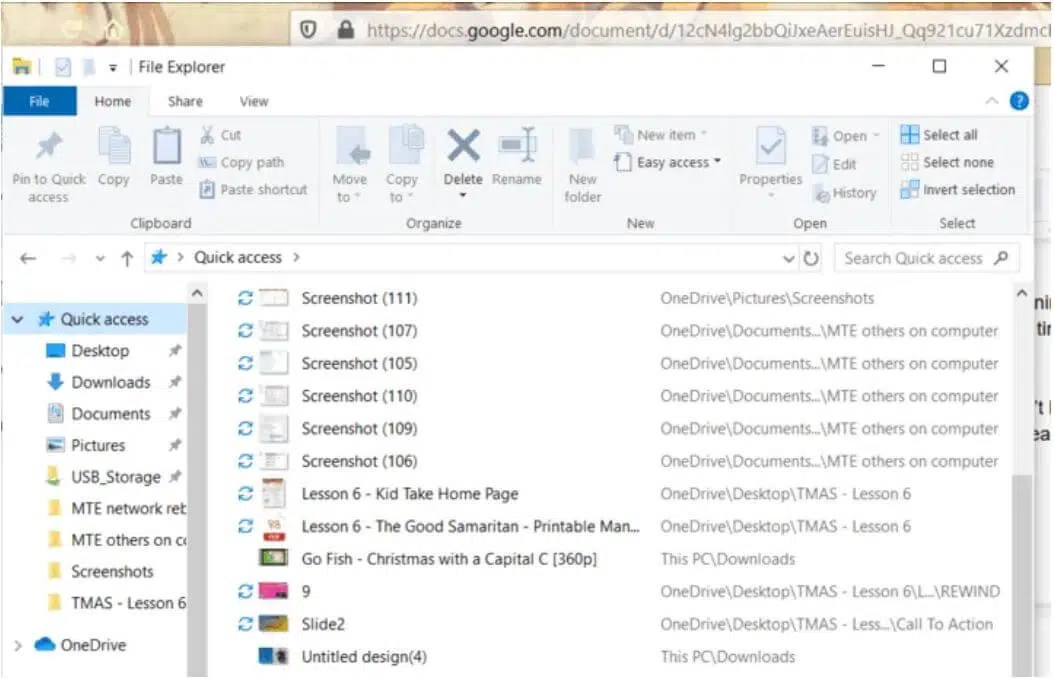 https://docs.google.com/document/d/12cN4lg2bbQiJxeAerEuisHJ_Qq921cu71Xzdmcl
File Explorer
File Home Share View
Pin to Quick access
Copy
Paste
Cut
Copy path
Paste shortcut
Clipboard
Move to
Copy to
Delete
Rename
Organize
New folder
New item
Easy access
New
Properties
Open
Edit
History
Open
Select all
Select none
Invert selection
Select
Quick access
Search Quick access
Quick access
Desktop
Downloads
Documents
Pictures
USB_Storage
MTE network reb
MTE others on co
Screenshots
TMAS - Lesson 6
OneDrive
Screenshot (111) OneDrive\Pictures\Screenshots
Screenshot (107) OneDrive\Documents...\MTE others on computer
Screenshot (105) OneDrive\Documents...\MTE others on computer
Screenshot (110) OneDrive\Documents...\MTE others on computer
Screenshot (109) OneDrive\Documents...\MTE others on computer
Screenshot (106) OneDrive\Documents...\MTE others on computer
Lesson 6 - Kid Take Home Page OneDrive\Desktop\TMAS - Lesson 6
Lesson 6 - The Good Samaritan - Printable Man... OneDrive\Desktop\TMAS - Lesson 6
Go Fish - Christmas with a Capital C [360p] This PC\Downloads
9 OneDrive\Desktop\TMAS - Lesson 6\L...\REWIND
Slide2 OneDrive\Desktop\TMAS - Less...\Call To Action
Untitled design(4) This PC\Downloads